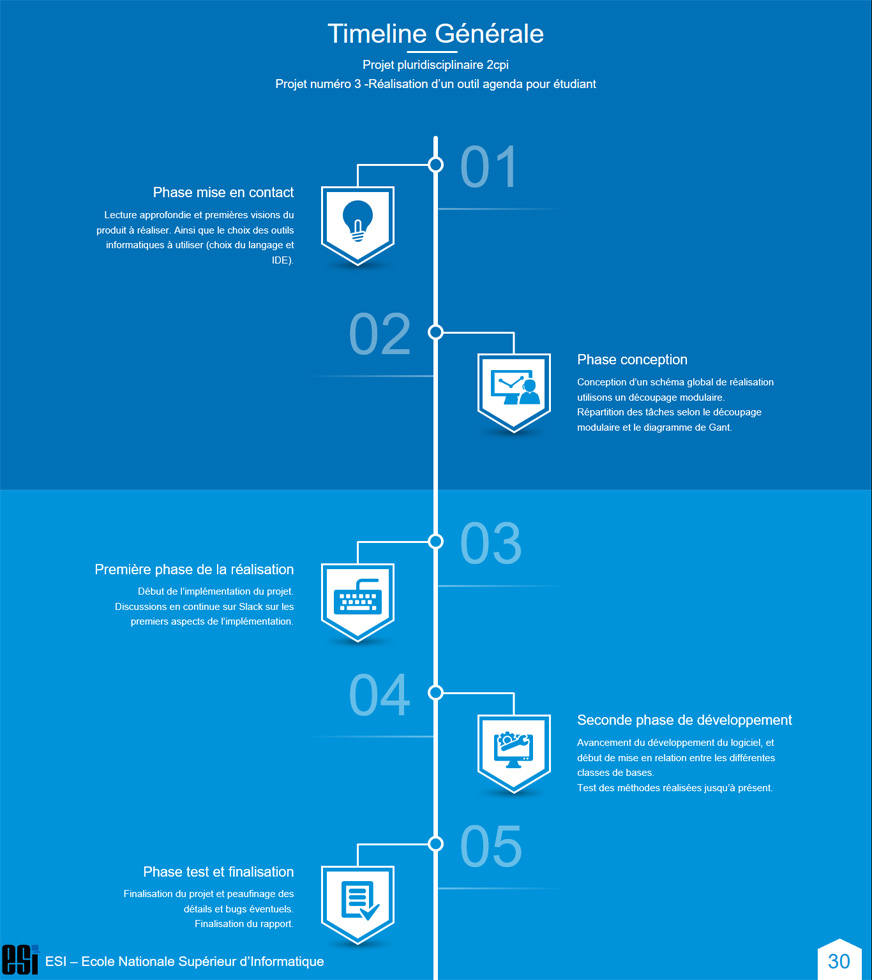 Timeline Générale
Projet pluridisciplinaire 2cpi
Projet numéro 3 -Réalisation d'un outil agenda pour étudiant
01
Phase mise en contact
Lecture approfondie et premières visions du
produit à réaliser. Ainsi que le choix des outils
informatiques à utiliser (choix du langage et
IDE).
02
Phase conception
Conception d'un schéma global de réalisation
utilisons un découpage modulaire.
Répartition des tâches selon le découpage
modulaire et le diagramme de Gant.
03
Première phase de la réalisation
Début de l'implémentation du projet.
Discussions en continue sur Slack sur les
premiers aspects de l'implémentation.
04
Seconde phase de développement
Avancement du développement du logiciel, et
début de mise en relation entre les différentes
classes de bases.
Test des méthodes réalisées jusqu'à présent.
05
Phase test et finalisation
Finalisation du projet et peaufinage des
détails et bugs éventuels.
Finalisation du rapport.
esi
ESI – Ecole Nationale Supérieur d'Informatique
30